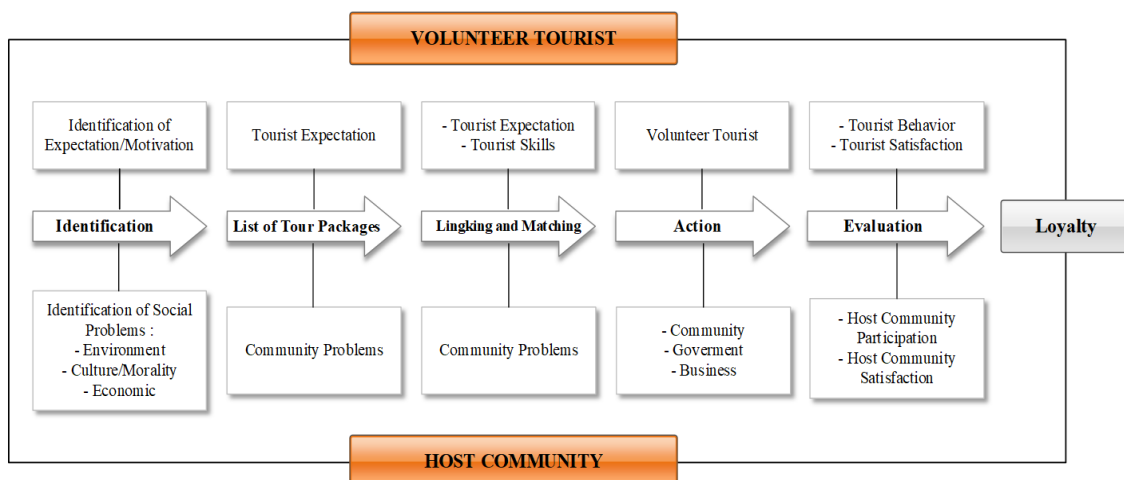 VOLUNTEER TOURIST
Identification of
Expectation/Motivation
Tourist Expectation
- Tourist Expectation
- Tourist Skills
Volunteer Tourist
- Tourist Behavior
- Tourist Satisfaction
Identification
List of Tour Packages
Lingking and Matching
Action
Evaluation
Loyalty
Identification of Social
Problems :
- Environment
- Culture/Morality
- Economic
Community Problems
Community Problems
- Community
- Goverment
- Business
- Host Community
Participation
- Host Community
Satisfaction
HOST COMMUNITY